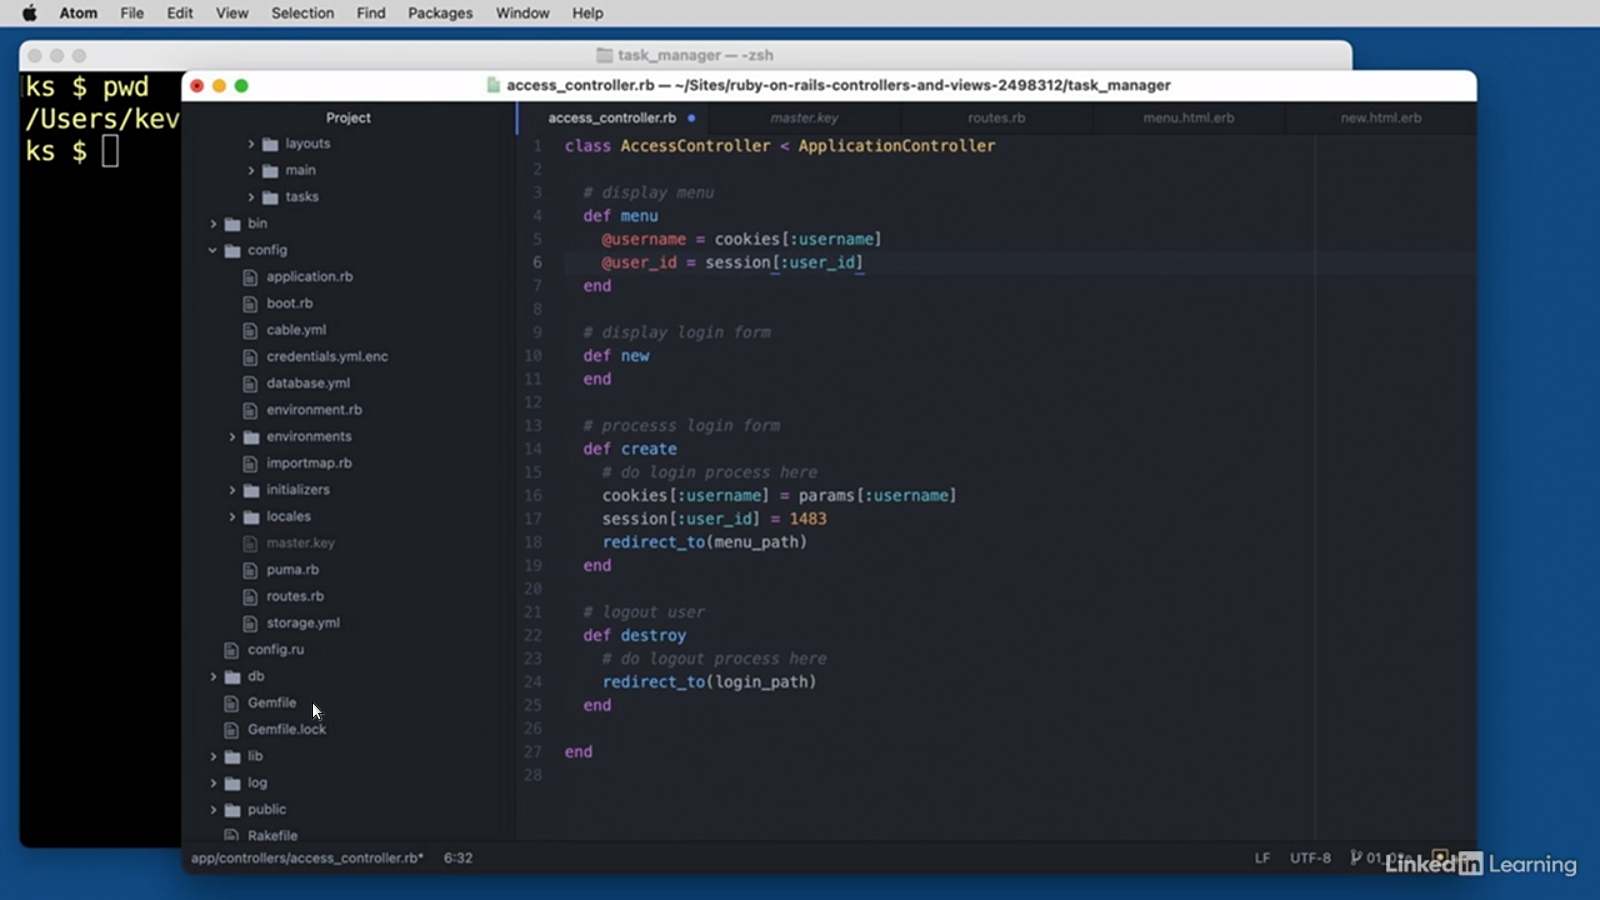 Atom File Edit View Selection Find Packages Window Help
task_manager — -zsh
ks $ pwd
/Users/kev
ks $
access_controller.rb — ~/Sites/ruby-on-rails-controllers-and-views-2498312/task_manager
Project
layouts
main
tasks
bin
config
application.rb
boot.rb
cable.yml
credentials.yml.enc
database.yml
environment.rb
environments
importmap.rb
initializers
locales
master.key
puma.rb
routes.rb
storage.yml
config.ru
db
Gemfile
Gemfile.lock
lib
log
public
Rakefile
access_controller.rb master.key routes.rb menu.html.erb new.html.erb
1 class AccessController < ApplicationController
2
3 # display menu
4 def menu
5 @username = cookies[:username]
6 @user_id = session[:user_id]
7 end
8
9 # display login form
10 def new
11 end
12
13 # processs login form
14 def create
15 # do login process here
16 cookies[:username] = params[:username]
17 session[:user_id] = 1483
18 redirect_to(menu_path)
19 end
20
21 # logout user
22 def destroy
23 # do logout process here
24 redirect_to(login_path)
25 end
26
27 end
28
app/controllers/access_controller.rb* 6:32 LF UTF-8
LinkedIn Learning